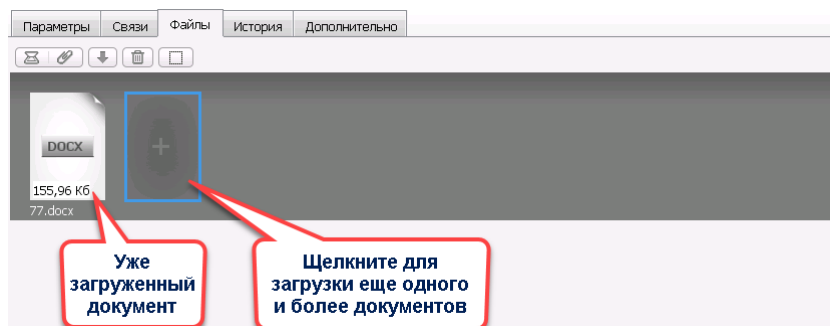 Параметры Связи Файлы История Дополнительно
DOCX
155,96 Кб
77.docx
Уже
загруженный
документ
Щелкните для
загрузки еще одного
и более документов